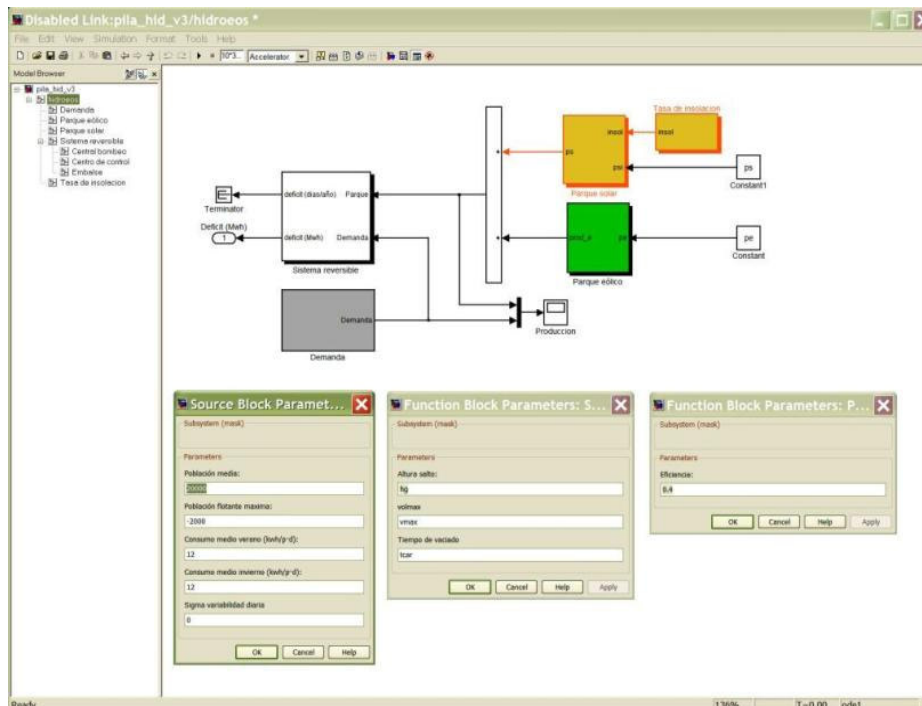 Disabled Link:pila_hid_v3/hidroeos *
File Edit View Simulation Format Tools Help
10^3... Accelerator
Model Browser
pila_hid_v3
hidroeos
Demanda
Parque eólico
Parque solar
Sistema reversible
Central bombeo
Centro de control
Embalse
Tasa de insolacion
Tasa de insolacion
insol
ps
psi
Parque solar
ps
Constant1
deficit (dias/año) Parque
Terminator
Deficit (Mwh)
1
deficit (Mwh) Demanda
Sistema reversible
prod_e pe
pe
Constant
Parque eólico
Demanda
Produccion
Demanda
Source Block Paramet...
Subsystem (mask)
Parameters
Población media:
Población flotante maxima:
-2000
Consumo medio verano (kwh/p-d):
12
Consumo medio invierno (kwh/p-d):
12
Sigma variabilidad diaria
0
OK Cancel Help
Function Block Parameters: S...
Subsystem (mask)
Parameters
Altura salto:
hg
volmax
vmax
Tiempo de vaciado
tcar
OK Cancel Help Apply
Function Block Parameters: P...
Subsystem (mask)
Parameters
Eficiencia:
0.4
OK Cancel Help Apply
Ready
136%
T=0.00 ode1